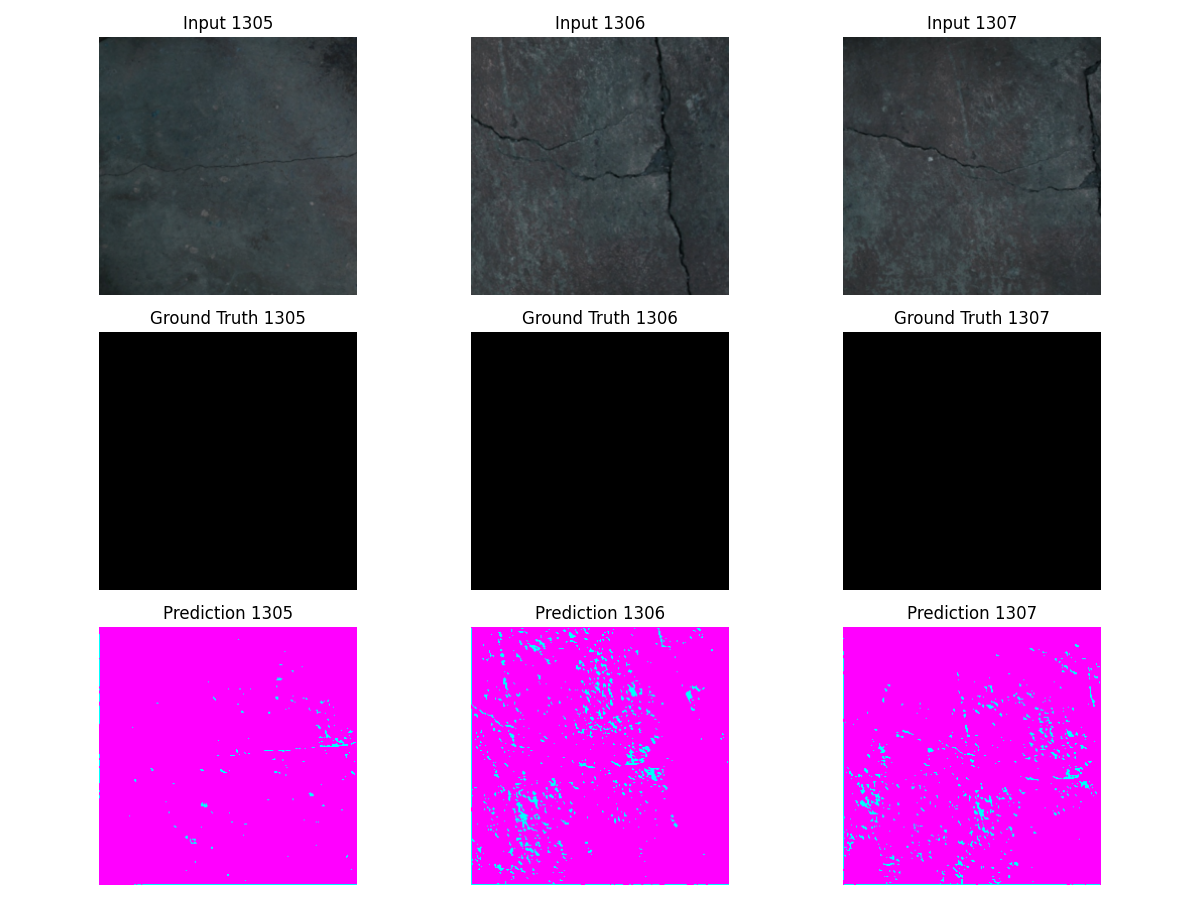 Input 1305
Input 1306
Input 1307
Ground Truth 1305
Ground Truth 1306
Ground Truth 1307
Prediction 1305
Prediction 1306
Prediction 1307